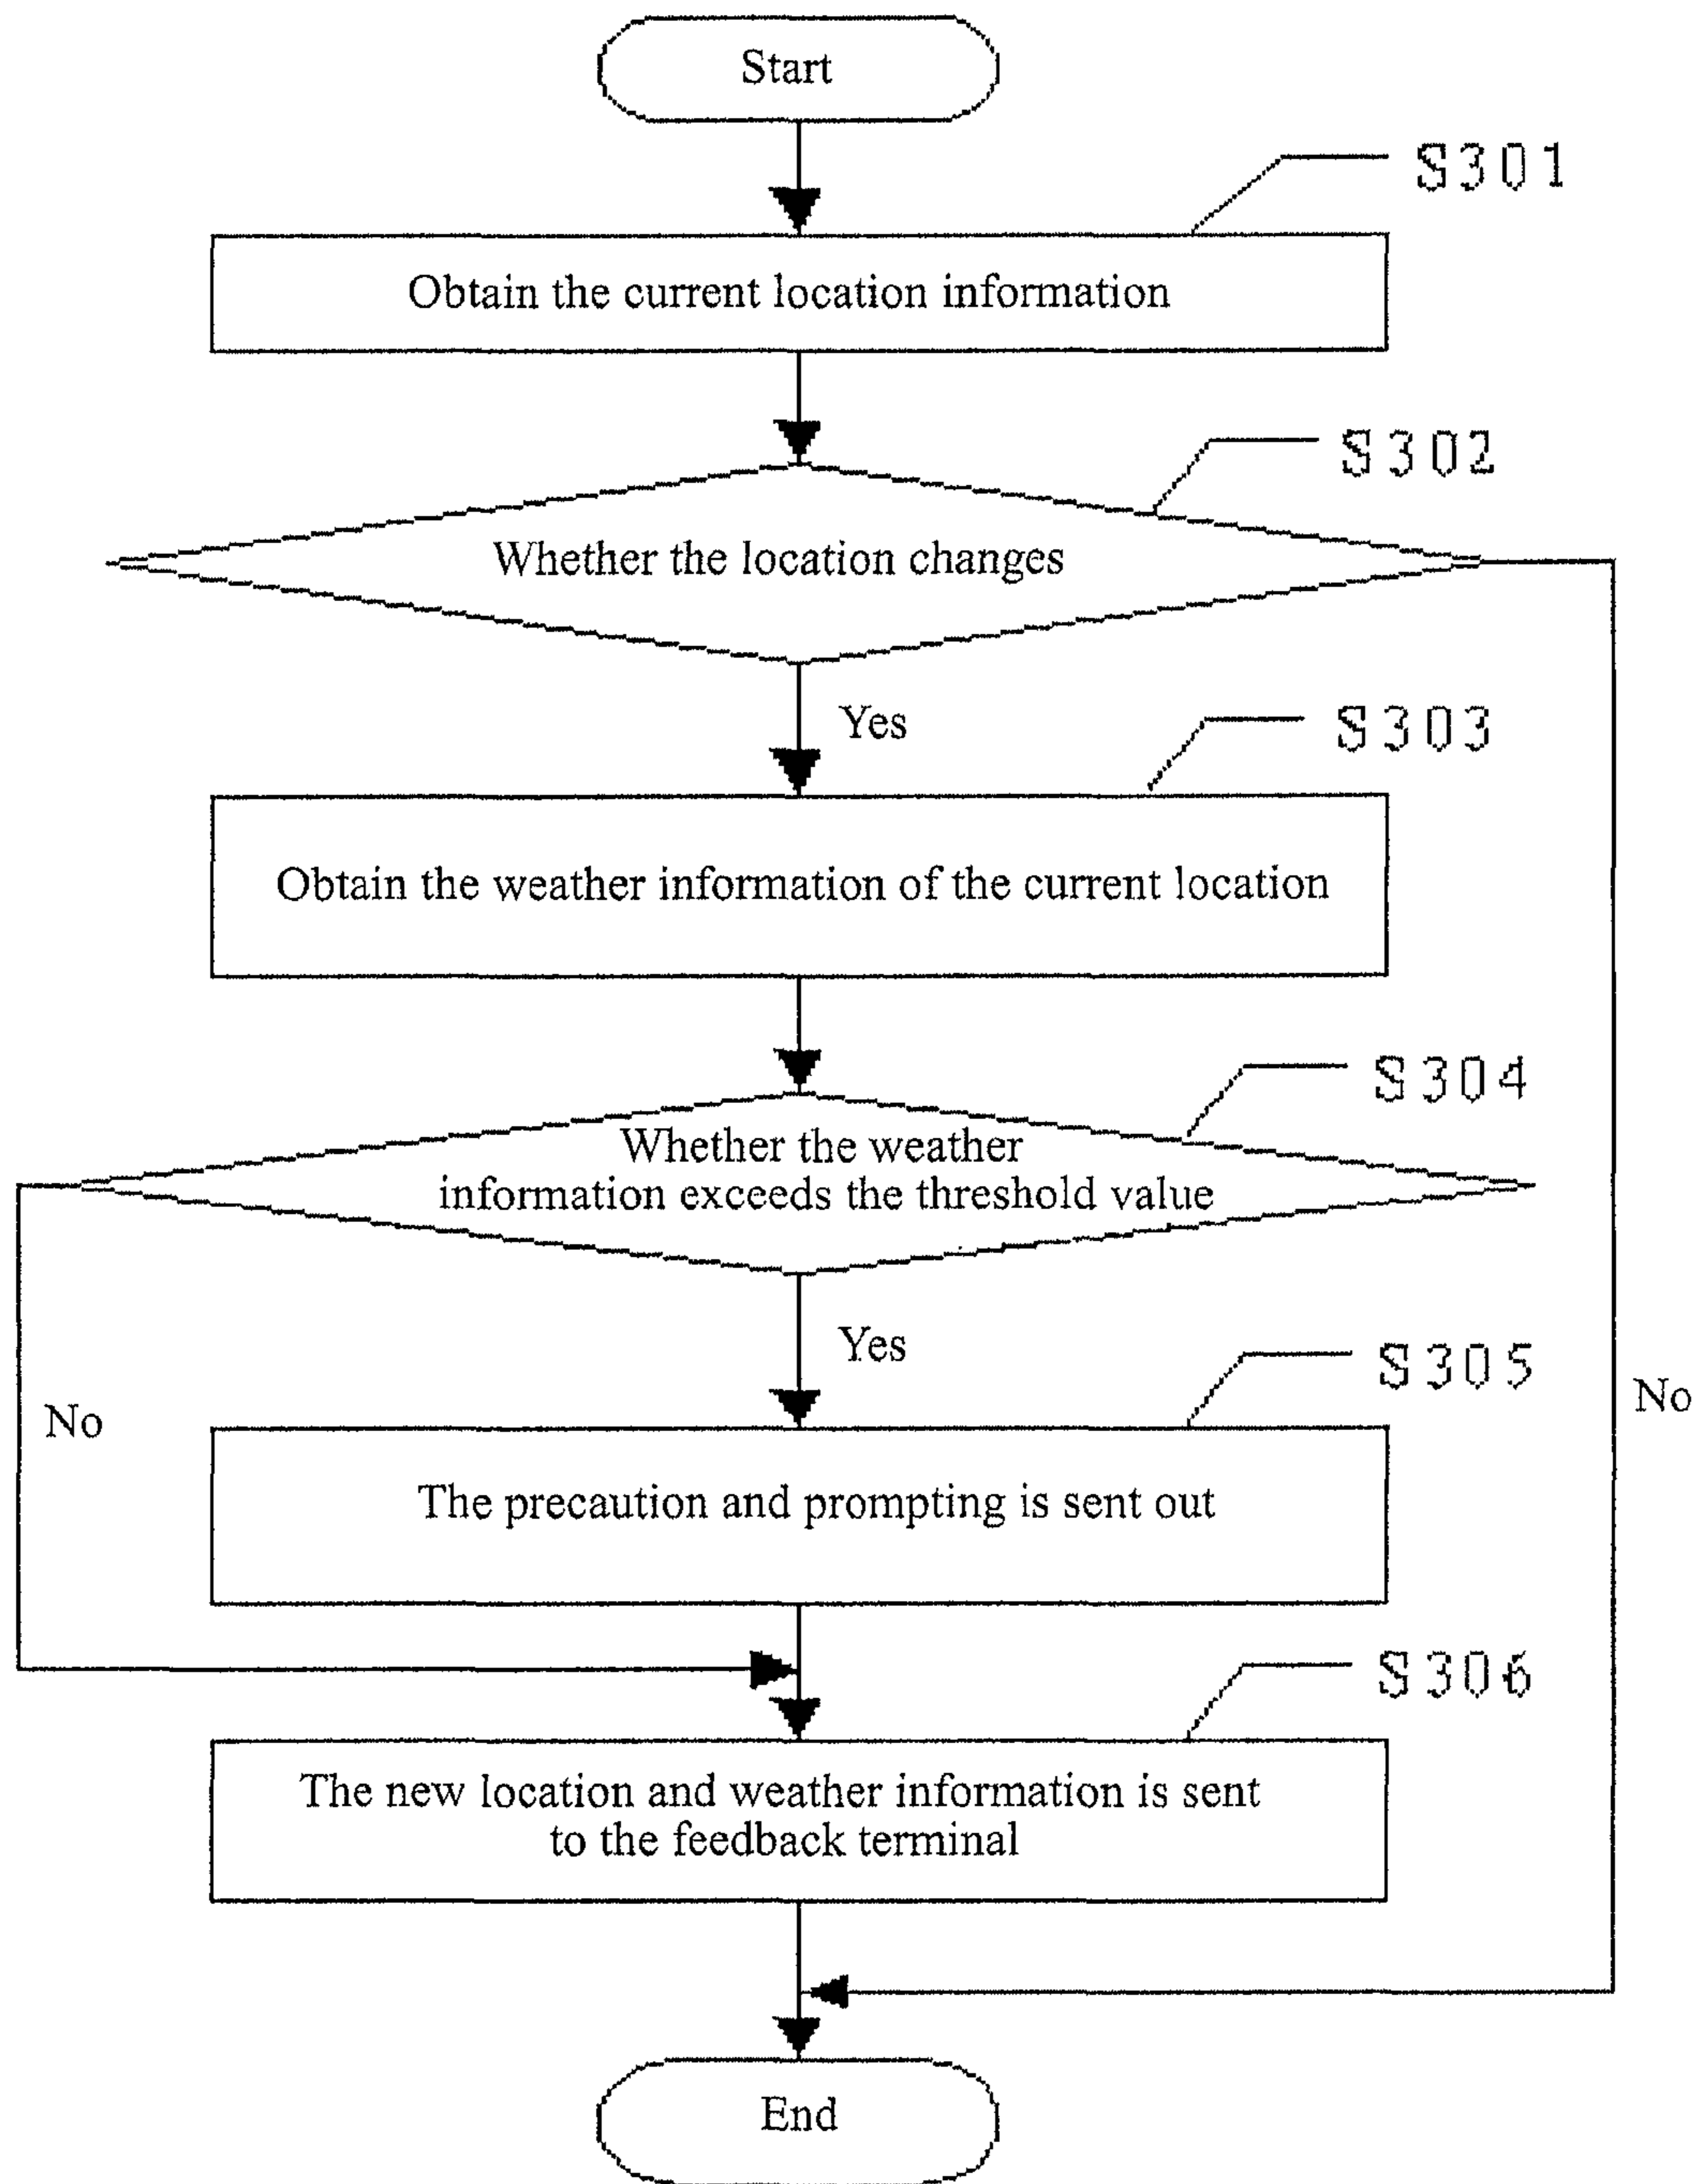 Start
S301
Obtain the current location information
S302
Whether the location changes
Yes
S303
Obtain the weather information of the current location
S304
Whether the weather
information exceeds the threshold value
Yes
S305
No
No
The precaution and prompting is sent out
S306
The new location and weather information is sent
to the feedback terminal
End